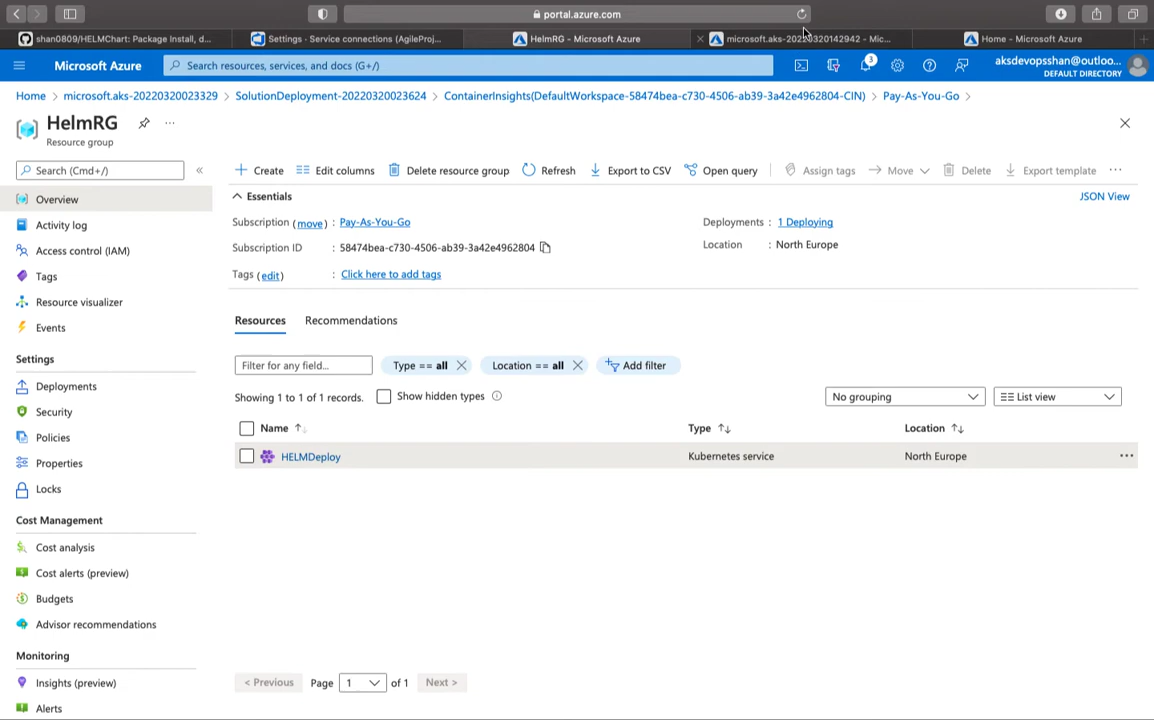 portal.azure.com
shan0809/HELMChart: Package Install, d...
Settings · Service connections (AgileProj...
HelmRG - Microsoft Azure
microsoft.aks-20220320142942 - Mic...
Home - Microsoft Azure
Microsoft Azure
Search resources, services, and docs (G+/)
3
aksdevopsshan@outloo...
DEFAULT DIRECTORY
Home > microsoft.aks-20220320023329 > SolutionDeployment-20220320023624 > ContainerInsights(DefaultWorkspace-58474bea-c730-4506-ab39-3a42e4962804-CIN) > Pay-As-You-Go >
HelmRG
Resource group
Search (Cmd+/)
Overview
Activity log
Access control (IAM)
Tags
Resource visualizer
Events
Settings
Deployments
Security
Policies
Properties
Locks
Cost Management
Cost analysis
Cost alerts (preview)
Budgets
Advisor recommendations
Monitoring
Insights (preview)
Alerts
Create Edit columns Delete resource group Refresh Export to CSV Open query Assign tags Move Delete Export template
Essentials
JSON View
Subscription (move) : Pay-As-You-Go
Subscription ID : 58474bea-c730-4506-ab39-3a42e4962804
Tags (edit) : Click here to add tags
Deployments : 1 Deploying
Location : North Europe
Resources Recommendations
Filter for any field... Type == all Location == all Add filter
Showing 1 to 1 of 1 records. Show hidden types No grouping List view
Name Type Location
HELMDeploy Kubernetes service North Europe
< Previous Page 1 of 1 Next >